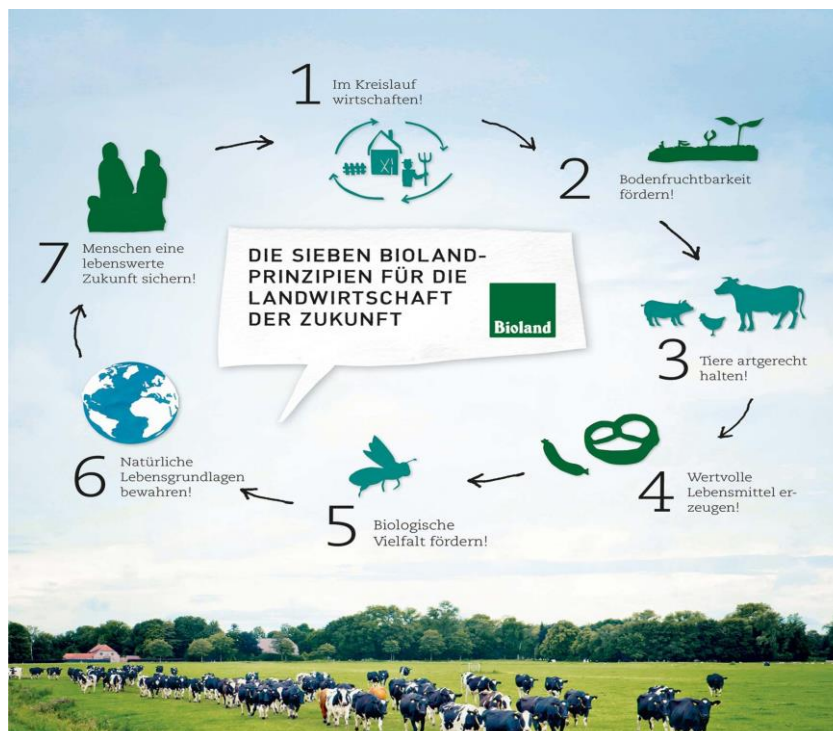 1 Im Kreislauf
wirtschaften!
2 Bodenfruchtbarkeit
fördern!
3 Tiere artgerecht
halten!
4 Wertvolle
Lebensmittel er-
zeugen!
5 Biologische
Vielfalt fördern!
6 Natürliche
Lebensgrundlagen
bewahren!
7 Menschen eine
lebenswerte
Zukunft sichern!
DIE SIEBEN BIOLAND-
PRINZIPIEN FÜR DIE
LANDWIRTSCHAFT
DER ZUKUNFT
Bioland